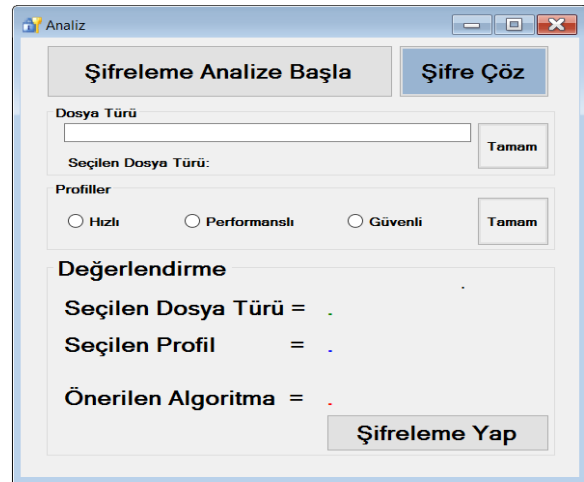 Analiz
Şifreleme Analize Başla
Şifre Çöz
Dosya Türü
Tamam
Seçilen Dosya Türü:
Profiller
Hızlı
Performanslı
Güvenli
Tamam
Değerlendirme
.
Seçilen Dosya Türü = .
Seçilen Profil = .
Önerilen Algoritma = .
Şifreleme Yap